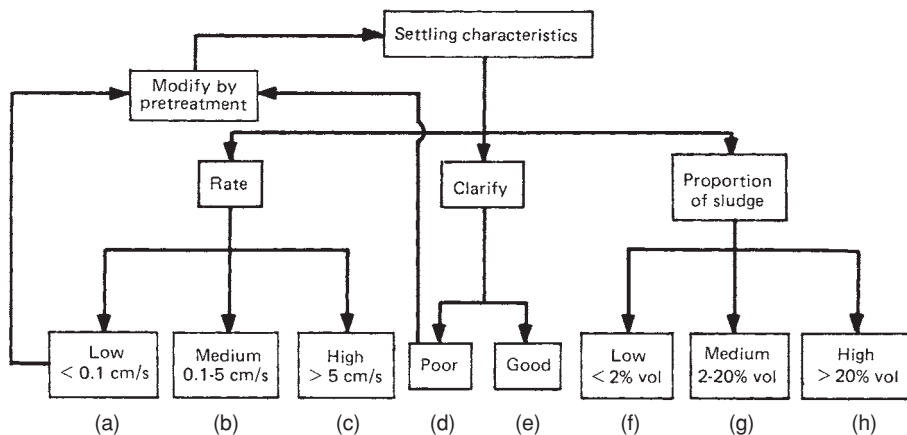 Settling characteristics
Modify by
pretreatment
Rate
Clarify
Proportion
of sludge
Low
< 0.1 cm/s
Medium
0.1-5 cm/s
High
> 5 cm/s
Poor
Good
Low
< 2% vol
Medium
2-20% vol
High
> 20% vol
(a)
(b)
(c)
(d)
(e)
(f)
(g)
(h)